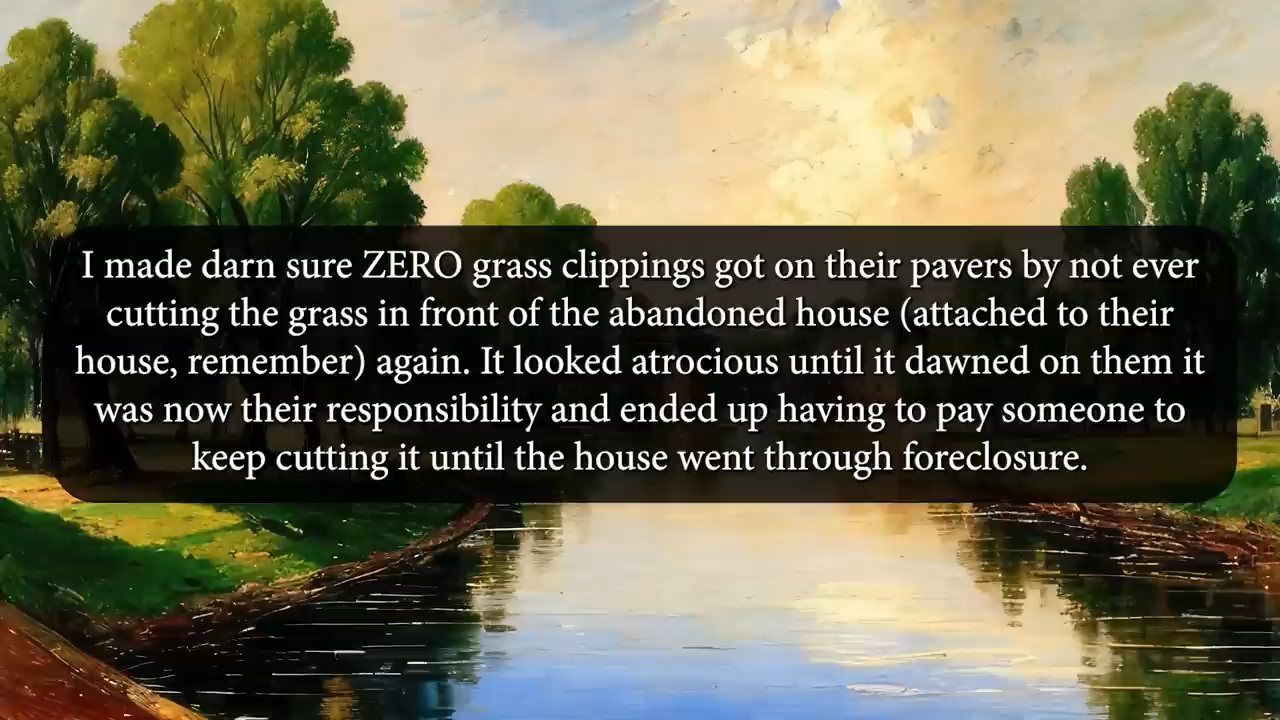 I made darn sure ZERO grass clippings got on their pavers by not ever
cutting the grass in front of the abandoned house (attached to their
house, remember) again. It looked atrocious until it dawned on them it
was now their responsibility and ended up having to pay someone to
keep cutting it until the house went through foreclosure.